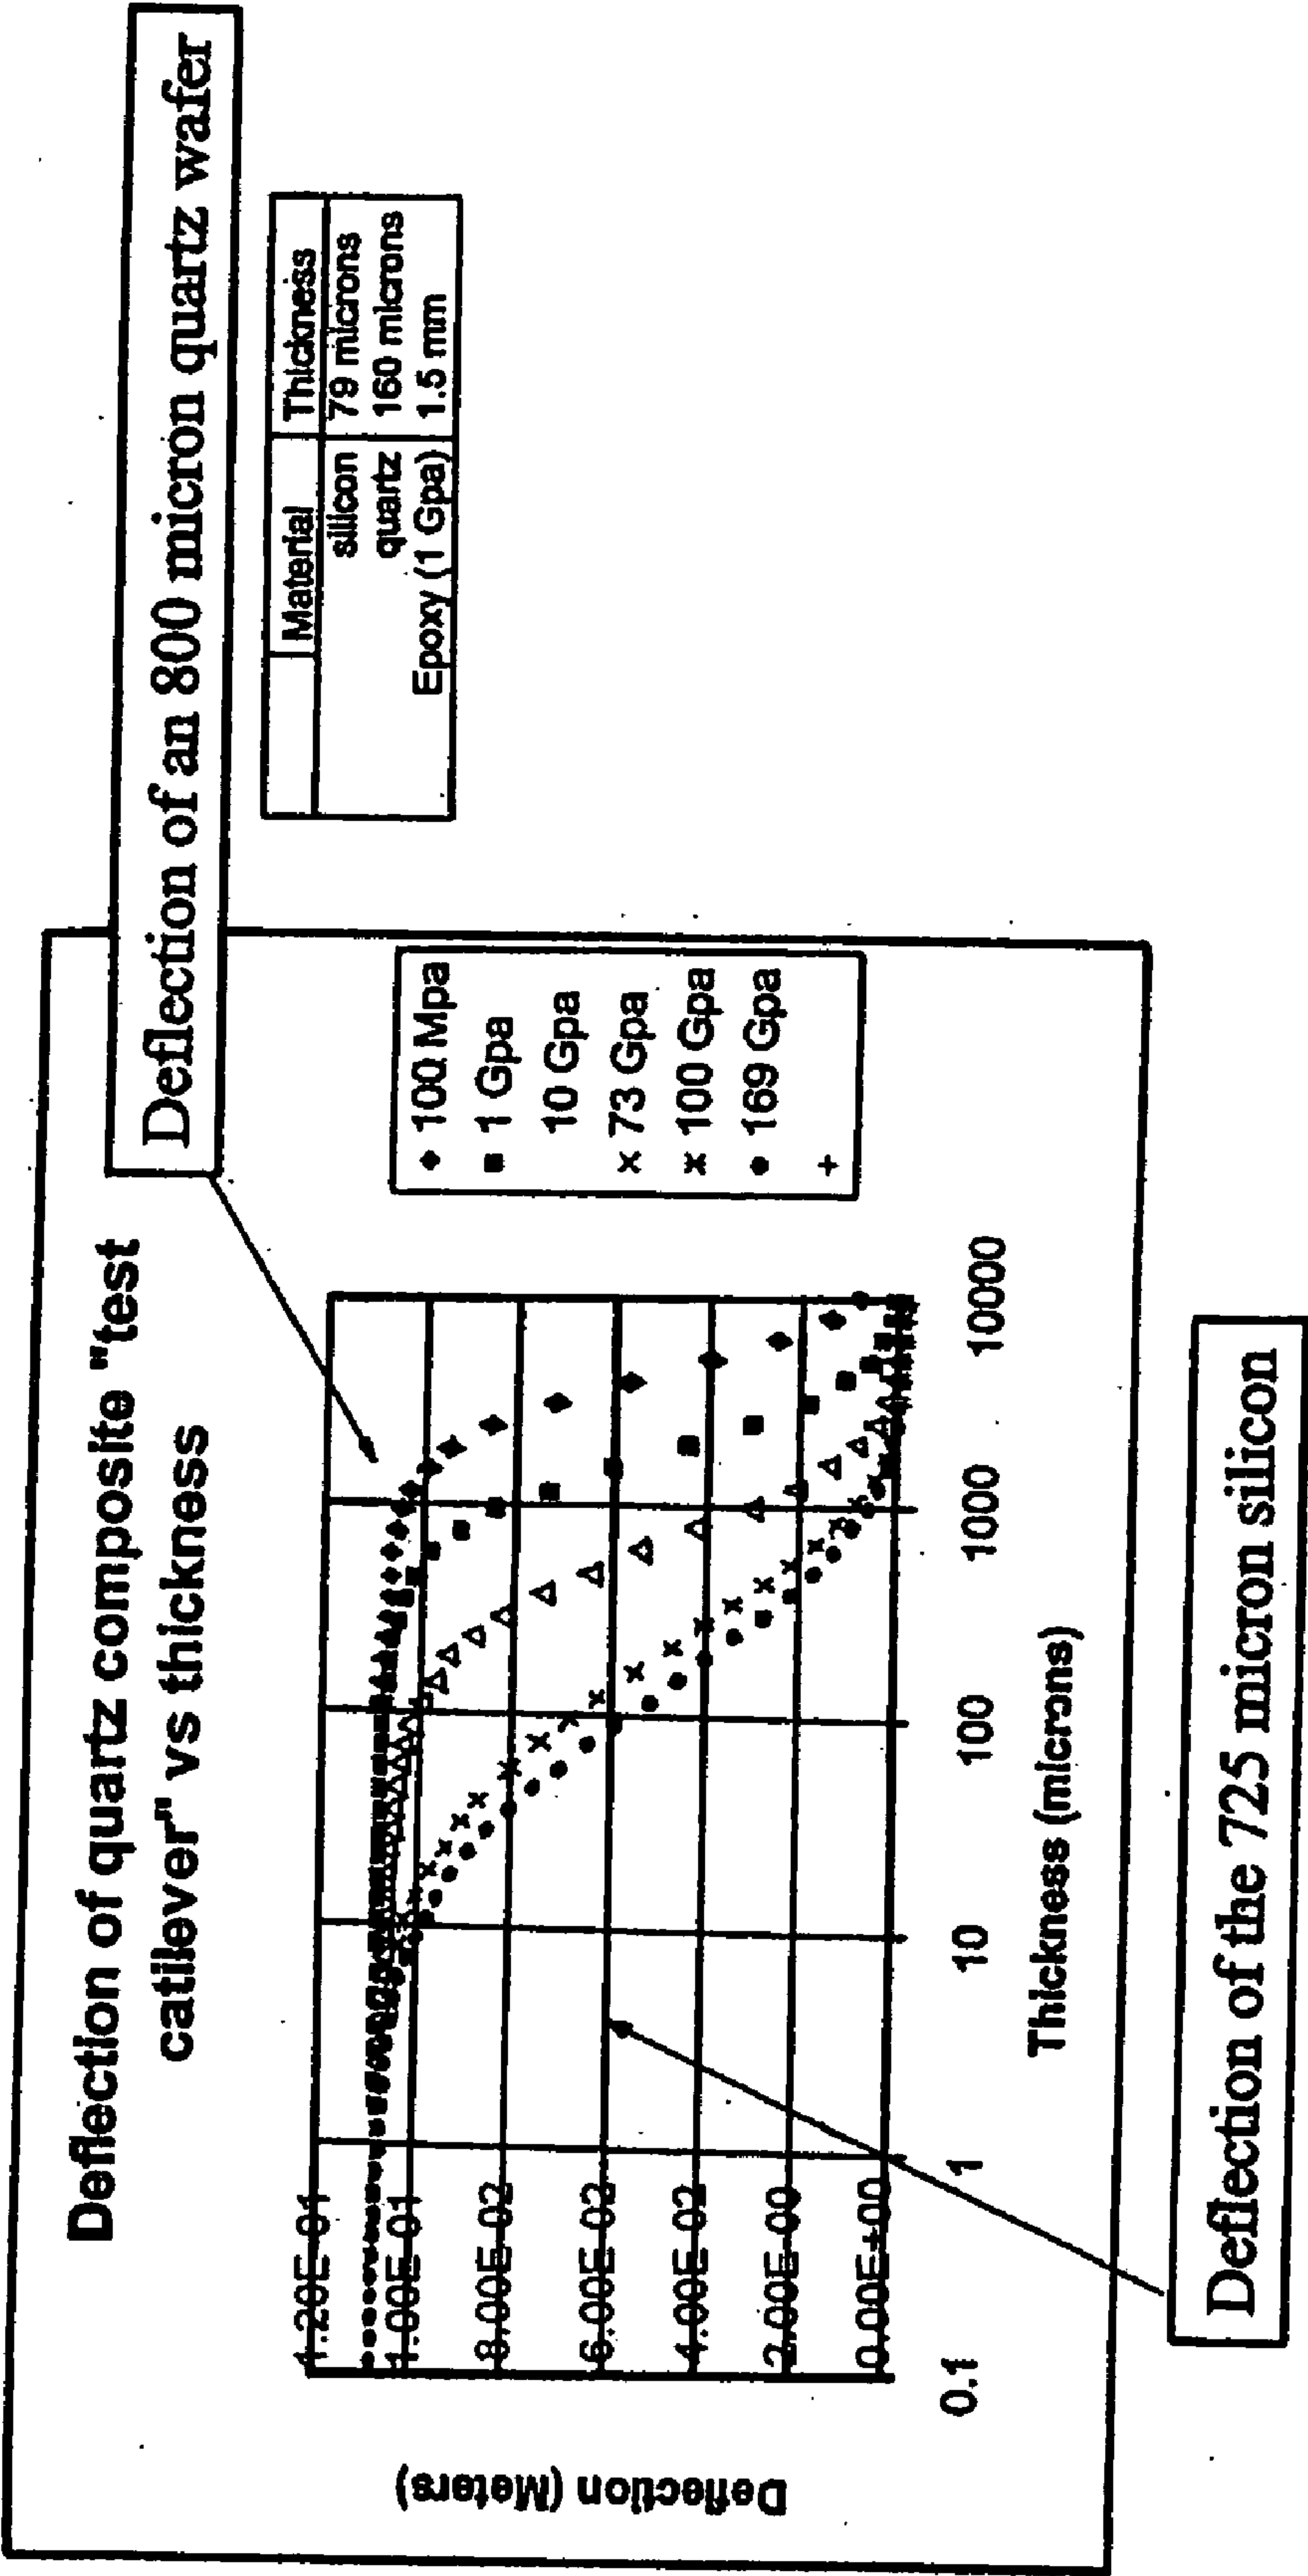 Deflection of an 800 micron quartz wafer
Deflection of quartz composite "test
catilever" vs thickness
Material Thickness
silicon 79 microns
quartz 160 microns
Epoxy (1 Gpa) 1.5 mm
Deflection (Meters)
1.20E-01
1.00E-01
8.00E-02
6.00E-02
4.00E-02
0.00E+00
0.1 1 10 100 1000 10000
Thickness (microns)
100 Mpa
1 Gpa
10 Gpa
× 73 Gpa
× 100 Gpa
169 Gpa
+
Deflection of the 725 micron silicon